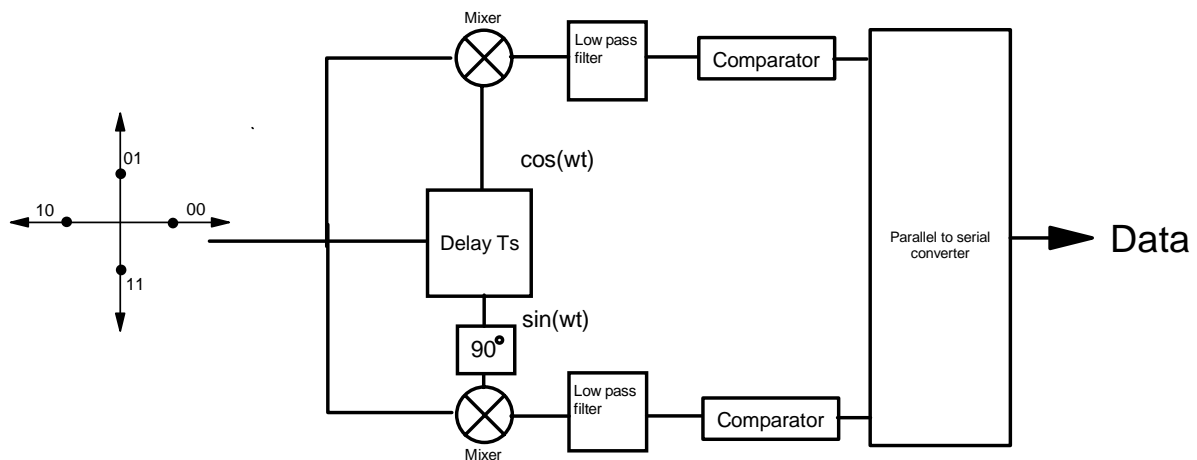 Mixer
Low pass
filter
Comparator
01
10
00
11
cos(wt)
Delay Ts
Parallel to serial
converter
Data
sin(wt)
90°
Low pass
filter
Comparator
Mixer